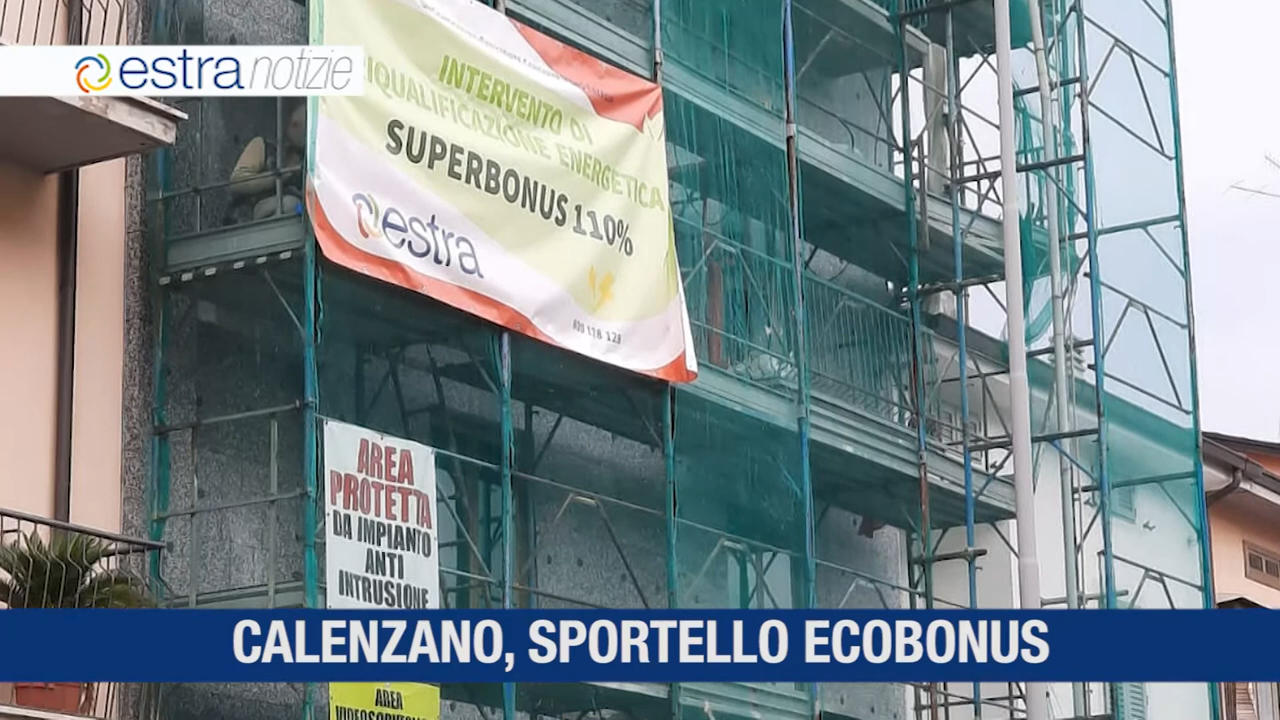 estra notizie
INTERVENTO DI
RIQUALIFICAZIONE ENERGETICA
SUPERBONUS 110%
estra
AREA
PROTETTA
DA IMPIANTO
ANTI
INTRUSIONE
CALENZANO, SPORTELLO ECOBONUS
AREA